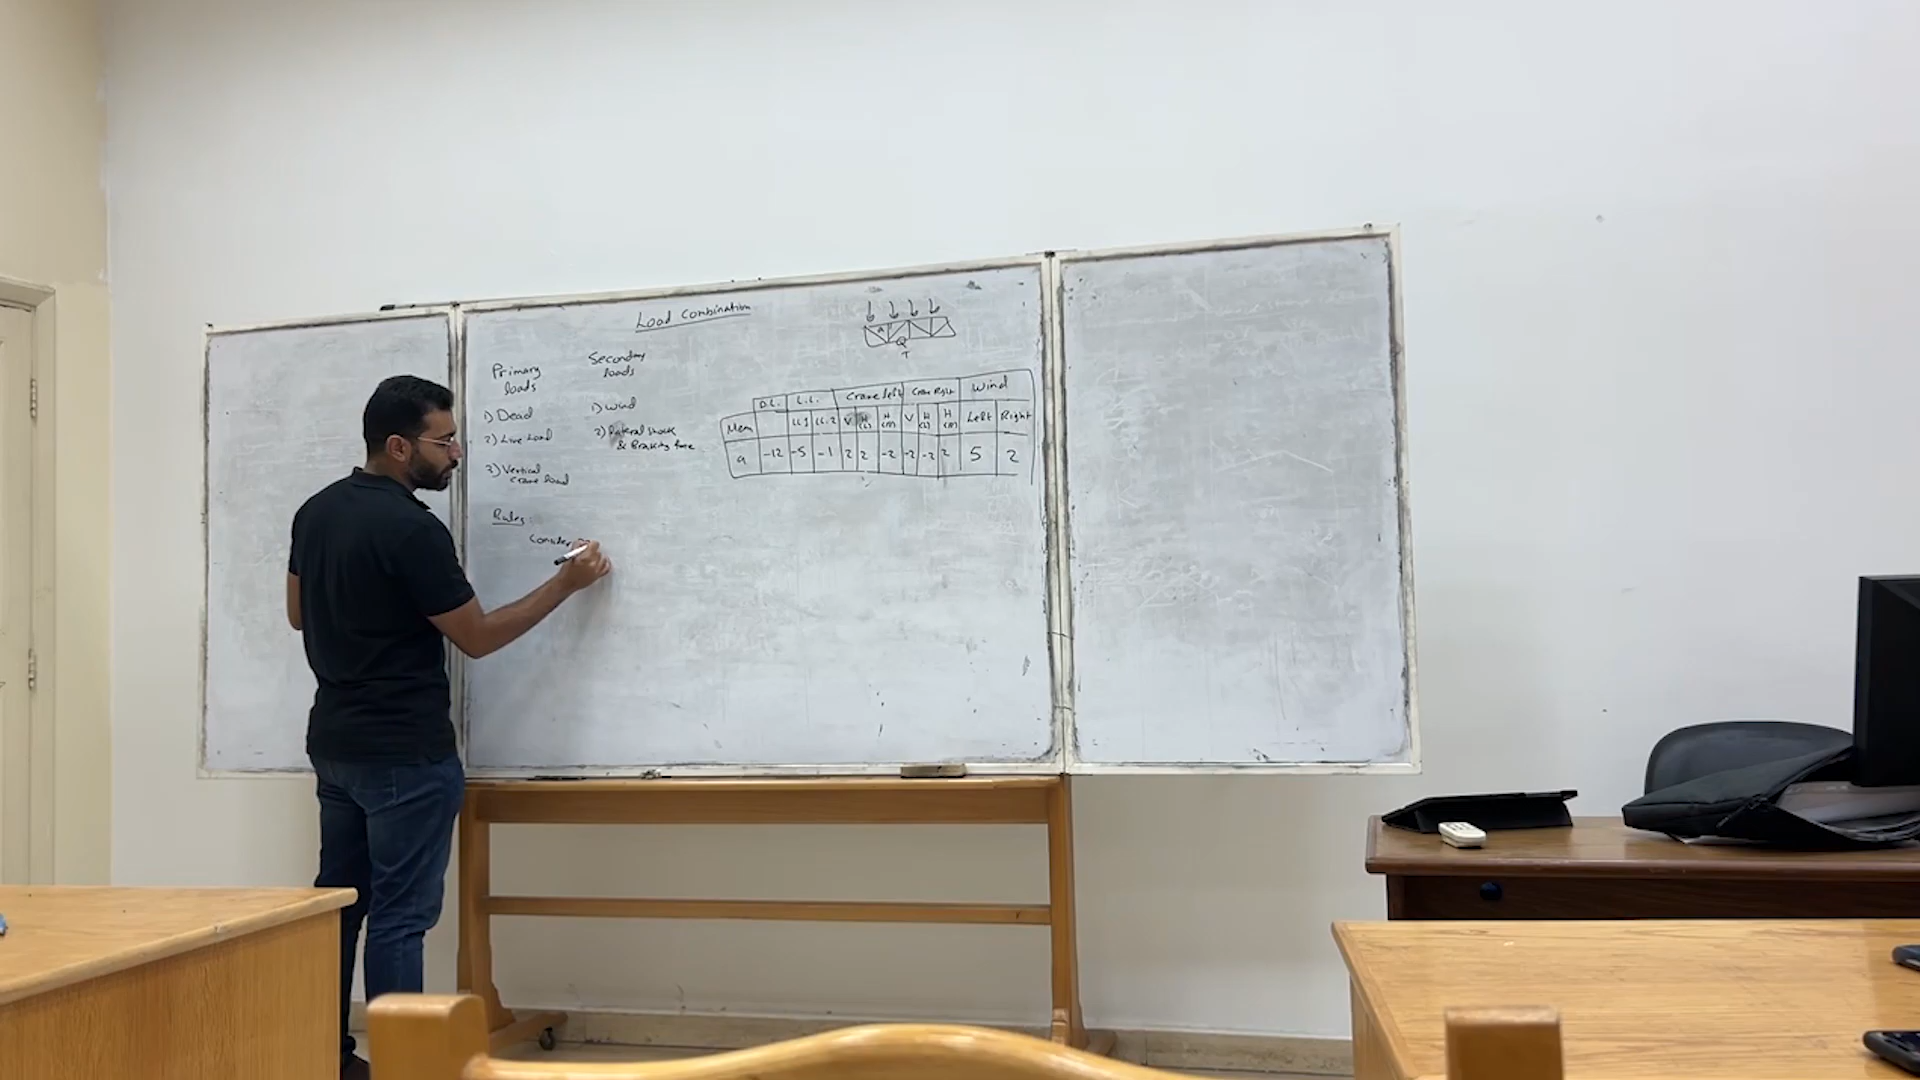 Load Combination
Primary
loads
1) Dead
2) Live Load
3) Vertical
crane load
Secondary
loads
1) Wind
2) Lateral shock
& Braking force
a
T
D.L. L.L. Crane left Crane Right Wind
Mem LL1 LL2 V H (L) H (R) V H (L) H (R) Left Right
a -12 -5 -1 2 2 -2 -2 -2 2 5 2
Rules:
Consider